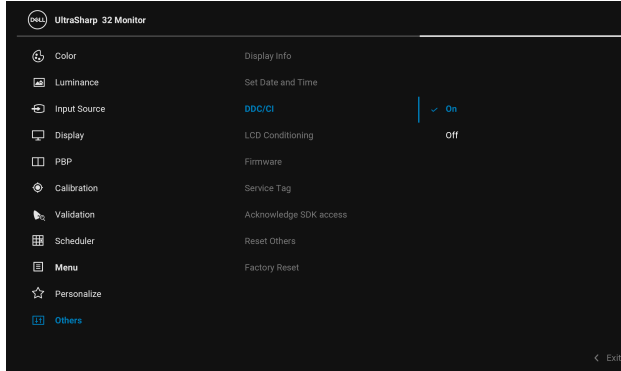 DELL UltraSharp 32 Monitor
Color
Display Info
Luminance
Set Date and Time
Input Source
DDC/CI
On
Display
LCD Conditioning
Off
PBP
Firmware
Calibration
Service Tag
Validation
Acknowledge SDK access
Scheduler
Reset Others
Menu
Factory Reset
Personalize
Others
Exit